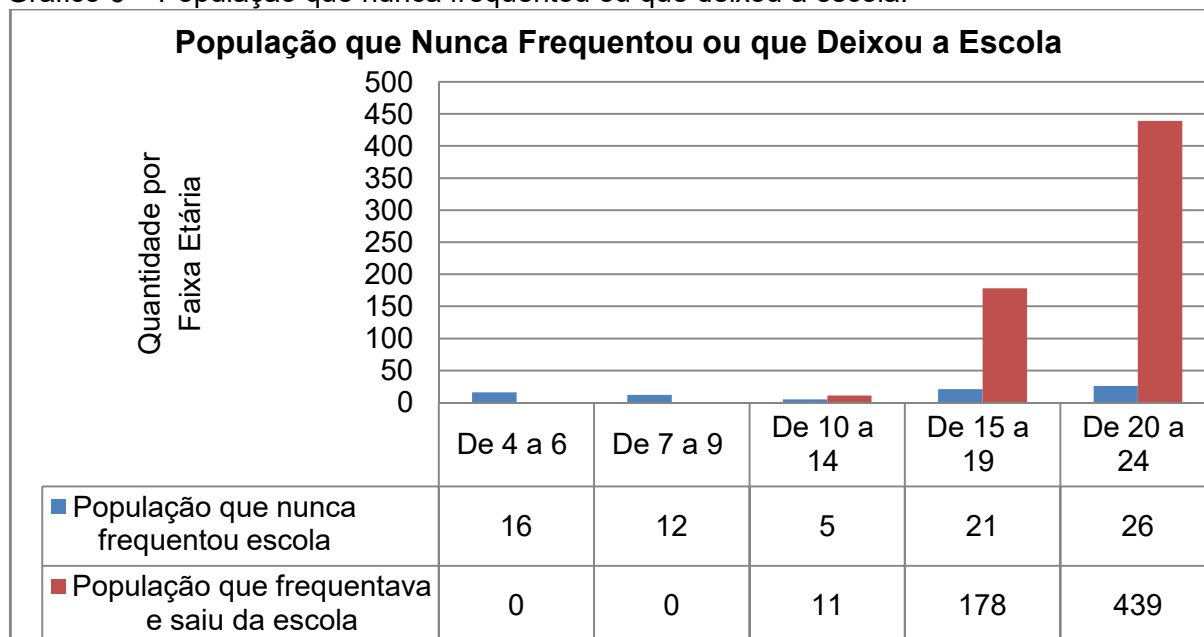 População que Nunca Frequentou ou que Deixou a Escola
Quantidade por
Faixa Etária
500
450
400
350
300
250
200
150
100
50
0
De 4 a 6 De 7 a 9 De 10 a 14 De 15 a 19 De 20 a 24
População que nunca
frequentou escola
16 12 5 21 26
População que frequentava
e saiu da escola
0 0 11 178 439